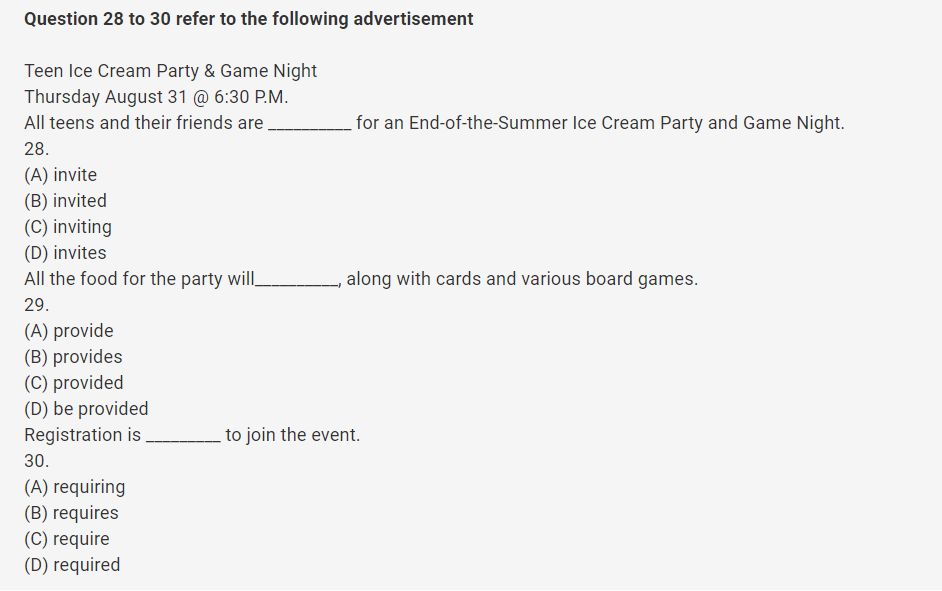 Question 28 to 30 refer to the following advertisement
Teen Ice Cream Party & Game Night
Thursday August 31 @ 6:30 P.M.
All teens and their friends are __________ for an End-of-the-Summer Ice Cream Party and Game Night.
28.
(A) invite
(B) invited
(C) inviting
(D) invites
All the food for the party will__________, along with cards and various board games.
29.
(A) provide
(B) provides
(C) provided
(D) be provided
Registration is _________ to join the event.
30.
(A) requiring
(B) requires
(C) require
(D) required